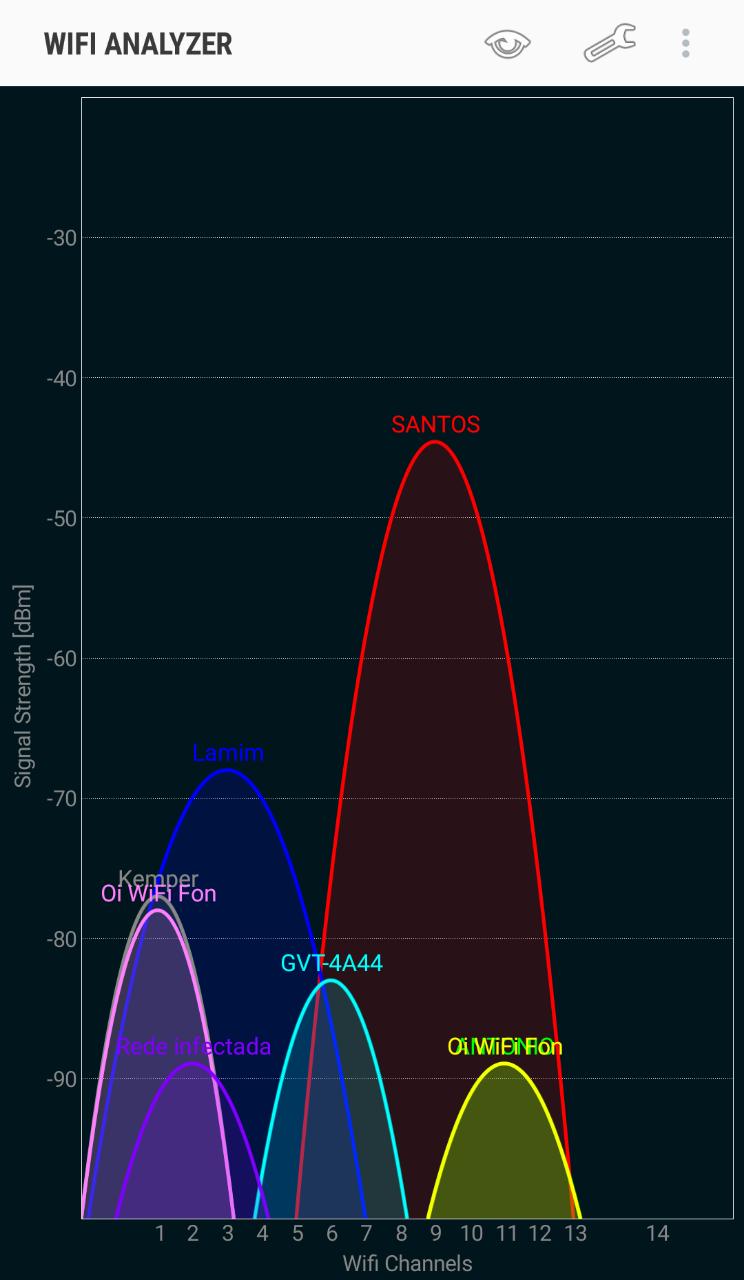 WIFI ANALYZER
-30
-40
SANTOS
-50
Signal Strength [dBm]
-60
Lamim
-70
Kemper
Oi WiFi Fon
-80
GVT-4A44
Rede infectada
Oi WiFi Fon
ANTONIO
-90
1 2 3 4 5 6 7 8 9 10 11 12 13 14
Wifi Channels